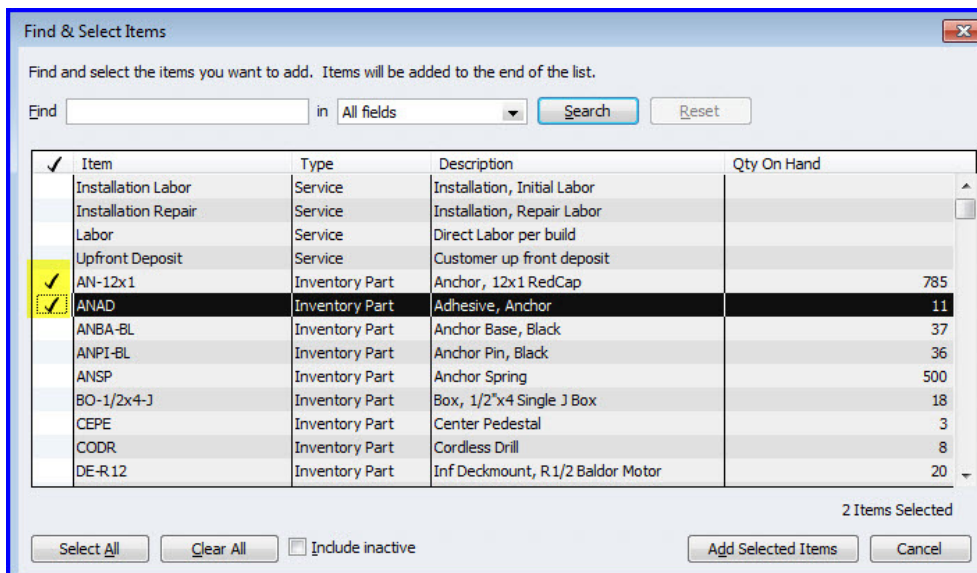 Find & Select Items
Find and select the items you want to add. Items will be added to the end of the list.
Find in All fields Search Reset
✓ Item Type Description Qty On Hand
Installation Labor Service Installation, Initial Labor
Installation Repair Service Installation, Repair Labor
Labor Service Direct Labor per build
Upfront Deposit Service Customer up front deposit
✓ AN-12x1 Inventory Part Anchor, 12x1 RedCap 785
✓ ANAD Inventory Part Adhesive, Anchor 11
ANBA-BL Inventory Part Anchor Base, Black 37
ANPI-BL Inventory Part Anchor Pin, Black 36
ANSP Inventory Part Anchor Spring 500
BO-1/2x4-J Inventory Part Box, 1/2"x4 Single J Box 18
CEPE Inventory Part Center Pedestal 3
CODR Inventory Part Cordless Drill 8
DE-R12 Inventory Part Inf Deckmount, R1/2 Baldor Motor 20
2 Items Selected
Select All Clear All Include inactive Add Selected Items Cancel